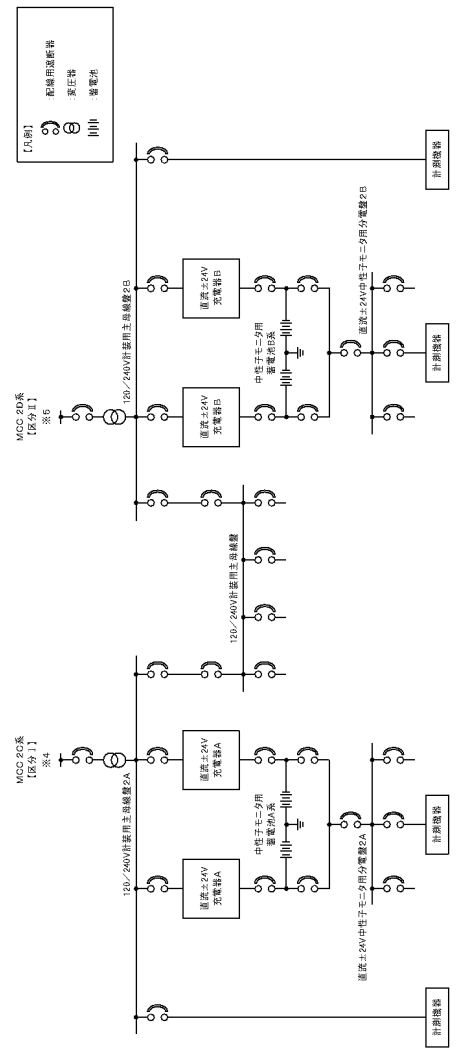 MCC 2C系
【区分Ⅰ】
※4
120/240V計装用主母線盤2A
直流±24V
充電器A
直流±24V
充電器A
中性子モニタ用
蓄電池A系
直流±24V中性子モニタ用分電盤2A
計測機器
計測機器
120/240V計装用主母線盤
MCC 2D系
【区分Ⅱ】
※5
120/240V計装用主母線盤2B
直流±24V
充電器B
直流±24V
充電器B
中性子モニタ用
蓄電池B系
直流±24V中性子モニタ用分電盤2B
計測機器
計測機器
【凡例】
:配線用遮断器
:変圧器
:蓄電池